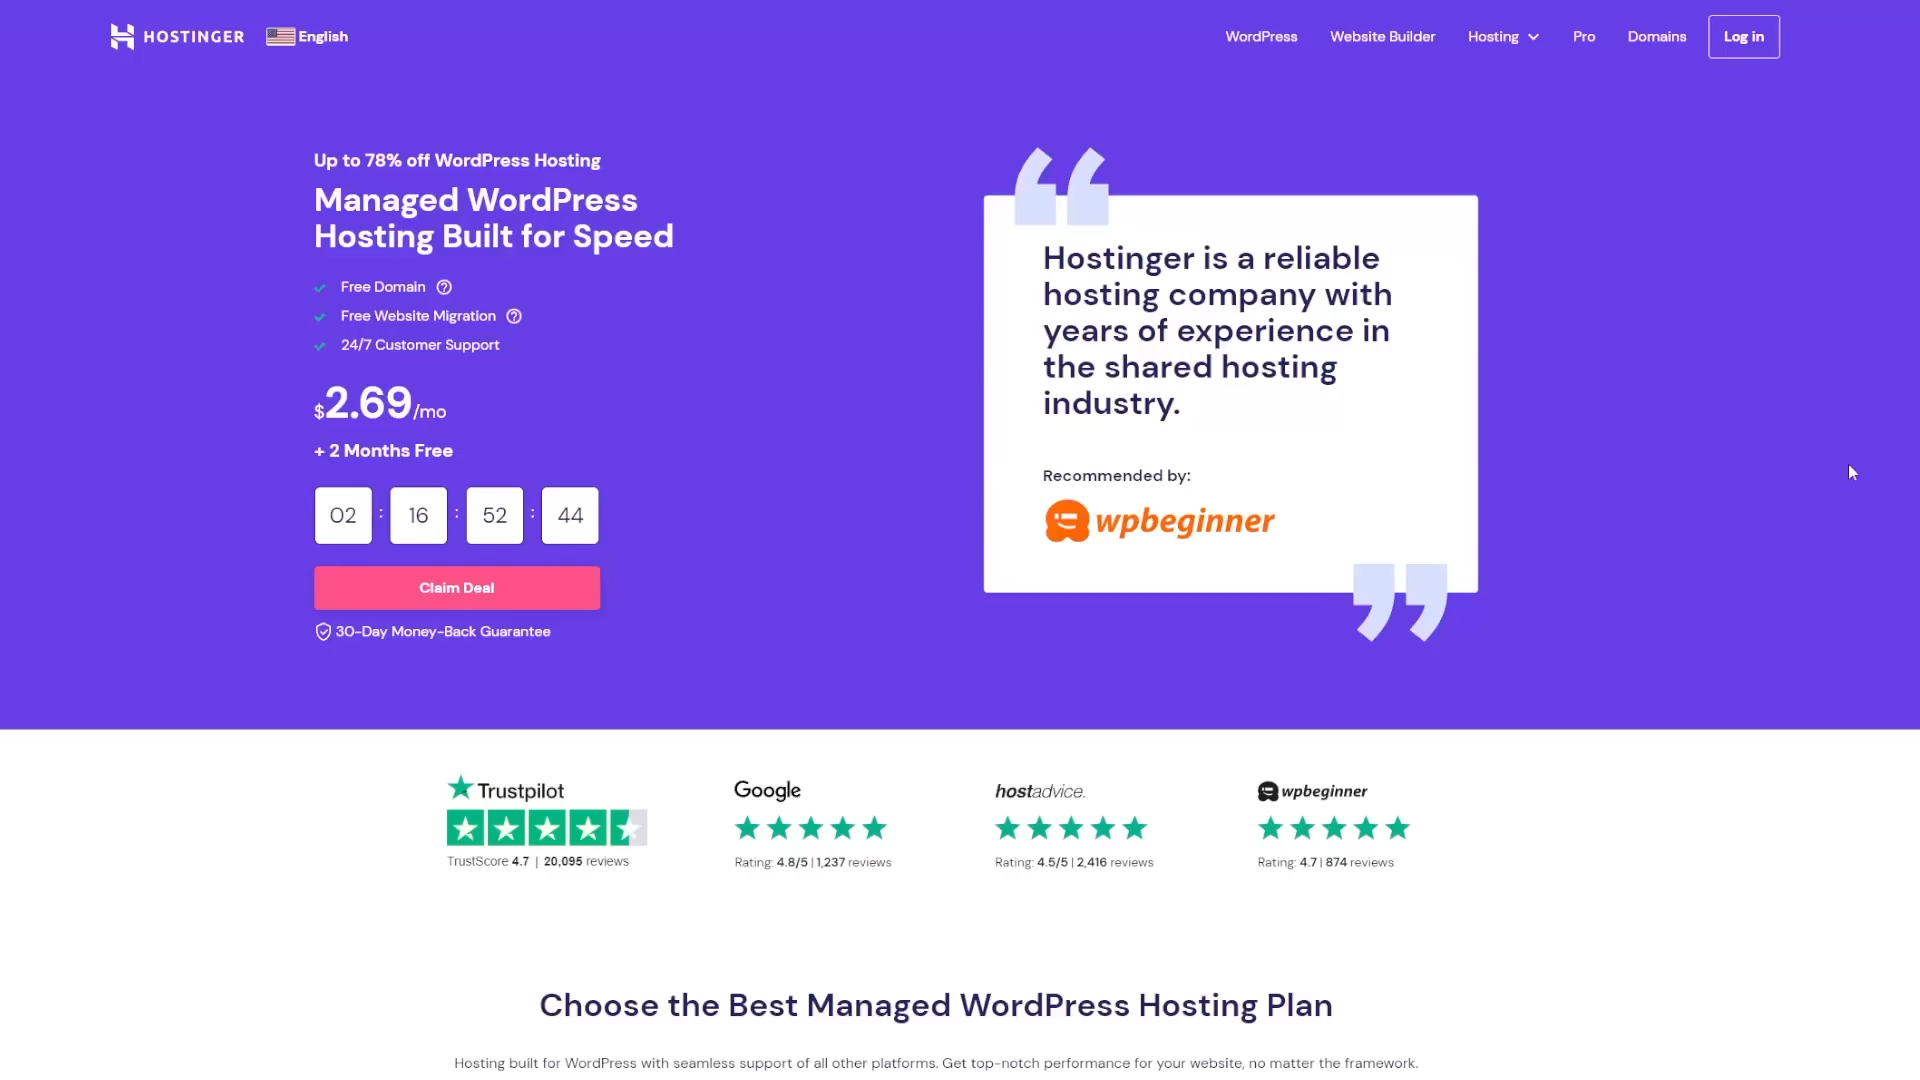 HOSTINGER English WordPress Website Builder Hosting Pro Domains Log in
Up to 78% off WordPress Hosting
Managed WordPress
Hosting Built for Speed
Free Domain
Free Website Migration
24/7 Customer Support
$2.69/mo
+ 2 Months Free
02 : 16 : 52 : 44
Claim Deal
30-Day Money-Back Guarantee
“
Hostinger is a reliable
hosting company with
years of experience in
the shared hosting
industry.
Recommended by:
wpbeginner
”
Trustpilot
TrustScore 4.7 | 20,095 reviews
Google
Rating: 4.8/5 | 1,237 reviews
hostadvice.
Rating: 4.5/5 | 2,416 reviews
wpbeginner
Rating: 4.7 | 874 reviews
Choose the Best Managed WordPress Hosting Plan
Hosting built for WordPress with seamless support of all other platforms. Get top-notch performance for your website, no matter the framework.